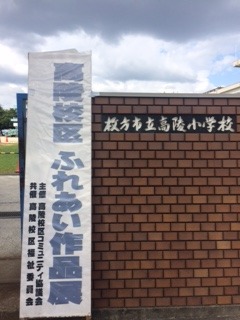 高陵校区 ふれあい作品展
主催 高陵校区コミュニティ協議会
共催 高陵校区福祉委員会
枚方市立高陵小学校